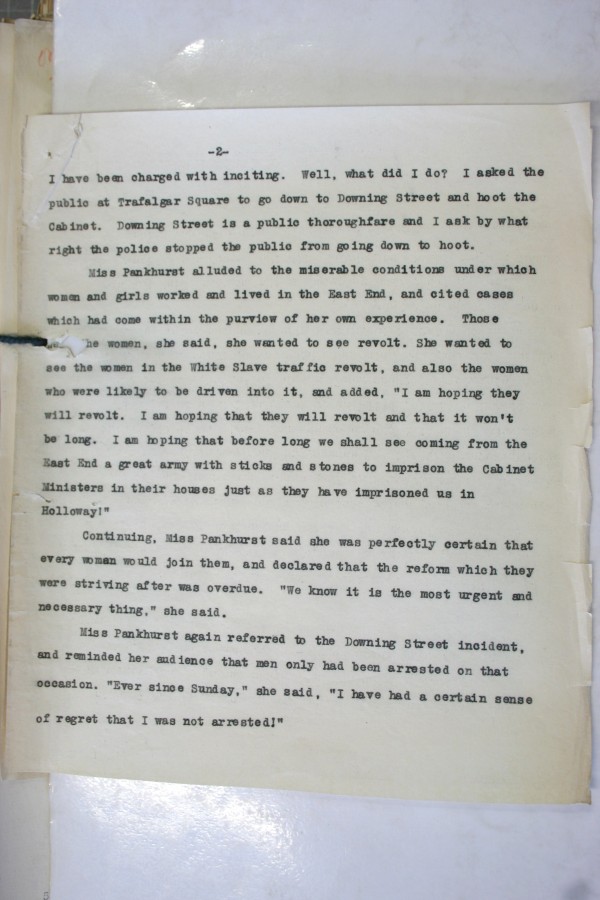 -2-
I have been charged with inciting. Well, what did I do? I asked the
public at Trafalgar Square to go down to Downing Street and hoot the
Cabinet. Downing Street is a public thoroughfare and I ask by what
right the police stopped the public from going down to hoot.
Miss Pankhurst alluded to the miserable conditions under which
women and girls worked and lived in the East End, and cited cases
which had come within the purview of her own experience. Those
he women, she said, she wanted to see revolt. She wanted to
see the women in the White Slave traffic revolt, and also the women
who were likely to be driven into it, and added, "I am hoping they
will revolt. I am hoping that they will revolt and that it won't
be long. I am hoping that before long we shall see coming from the
East End a great army with sticks and stones to imprison the Cabinet
Ministers in their houses just as they have imprisoned us in
Holloway!"
Continuing, Miss Pankhurst said she was perfectly certain that
every woman would join them, and declared that the reform which they
were striving after was overdue. "We know it is the most urgent and
necessary thing," she said.
Miss Pankhurst again referred to the Downing Street incident,
and reminded her audience that men only had been arrested on that
occasion. "Ever since Sunday," she said, "I have had a certain sense
of regret that I was not arrested!"